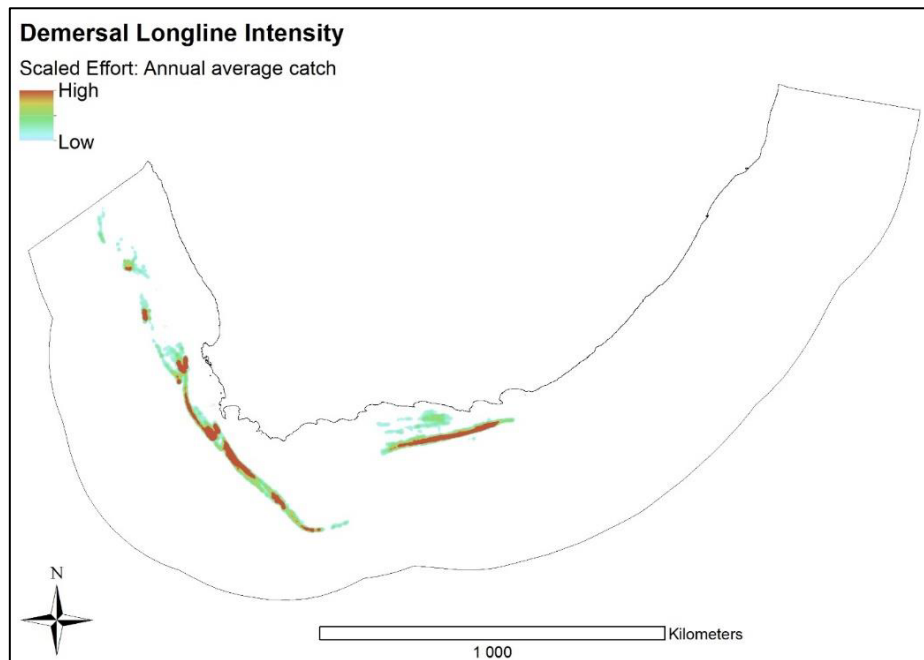 Demersal Longline Intensity
Scaled Effort: Annual average catch
High
Low
N
Kilometers
1 000